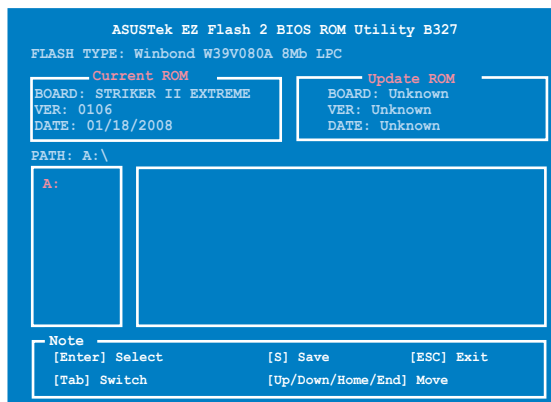 ASUSTek EZ Flash 2 BIOS ROM Utility B327
FLASH TYPE: Winbond W39V080A 8Mb LPC
Current ROM
BOARD: STRIKER II EXTREME
VER: 0106
DATE: 01/18/2008
Update ROM
BOARD: Unknown
VER: Unknown
DATE: Unknown
PATH: A:\
A:
Note
[Enter] Select [S] Save [ESC] Exit
[Tab] Switch [Up/Down/Home/End] Move